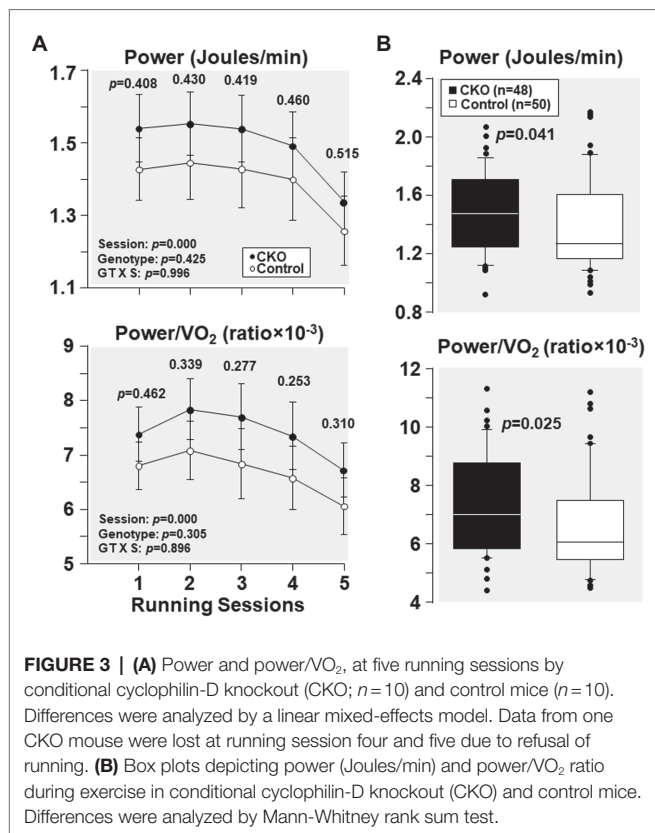 A
Power (Joules/min)
1.7
1.5
1.3
1.1
p=0.408
0.430
0.419
0.460
0.515
Session: p=0.000
Genotype: p=0.425
GT X S: p=0.996
CKO
Control
Power/VO₂ (ratio×10⁻³)
9
8
7
6
5
p=0.462
0.339
0.277
0.253
0.310
Session: p=0.000
Genotype: p=0.305
GT X S: p=0.896
1 2 3 4 5
Running Sessions
B
Power (Joules/min)
2.4
2.0
1.6
1.2
0.8
CKO (n=48)
Control (n=50)
p=0.041
Power/VO₂ (ratio×10⁻³)
12
10
8
6
4
p=0.025
FIGURE 3 | (A) Power and power/VO₂, at five running sessions by
conditional cyclophilin-D knockout (CKO; n = 10) and control mice (n = 10).
Differences were analyzed by a linear mixed-effects model. Data from one
CKO mouse were lost at running session four and five due to refusal of
running. (B) Box plots depicting power (Joules/min) and power/VO₂ ratio
during exercise in conditional cyclophilin-D knockout (CKO) and control mice.
Differences were analyzed by Mann-Whitney rank sum test.